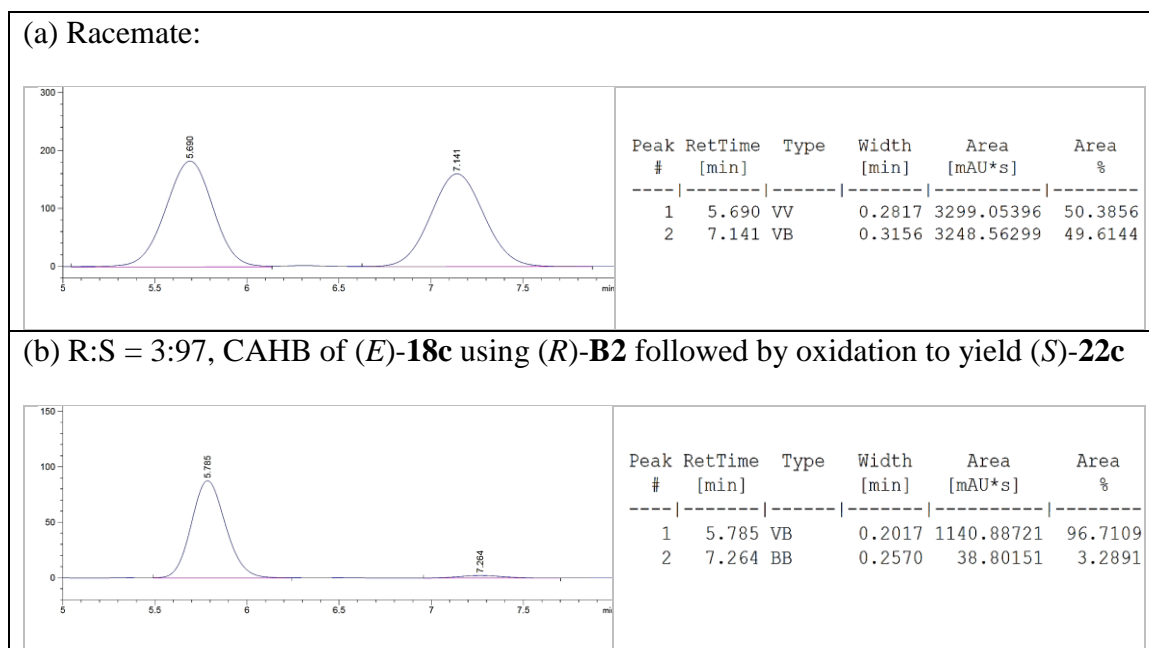 (a) Racemate:
300
200
100
0
5.690
7.141
5 5.5 6 6.5 7 7.5 min
Peak RetTime Type Width Area Area
# [min] [min] [mAU*s] %
----|-------|------|-------|----------|--------
1 5.690 VV 0.2817 3299.05396 50.3856
2 7.141 VB 0.3156 3248.56299 49.6144
(b) R:S = 3:97, CAHB of (E)-18c using (R)-B2 followed by oxidation to yield (S)-22c
150
100
50
0
5.785
7.264
5 5.5 6 6.5 7 7.5 min
Peak RetTime Type Width Area Area
# [min] [min] [mAU*s] %
----|-------|------|-------|----------|--------
1 5.785 VB 0.2017 1140.88721 96.7109
2 7.264 BB 0.2570 38.80151 3.2891